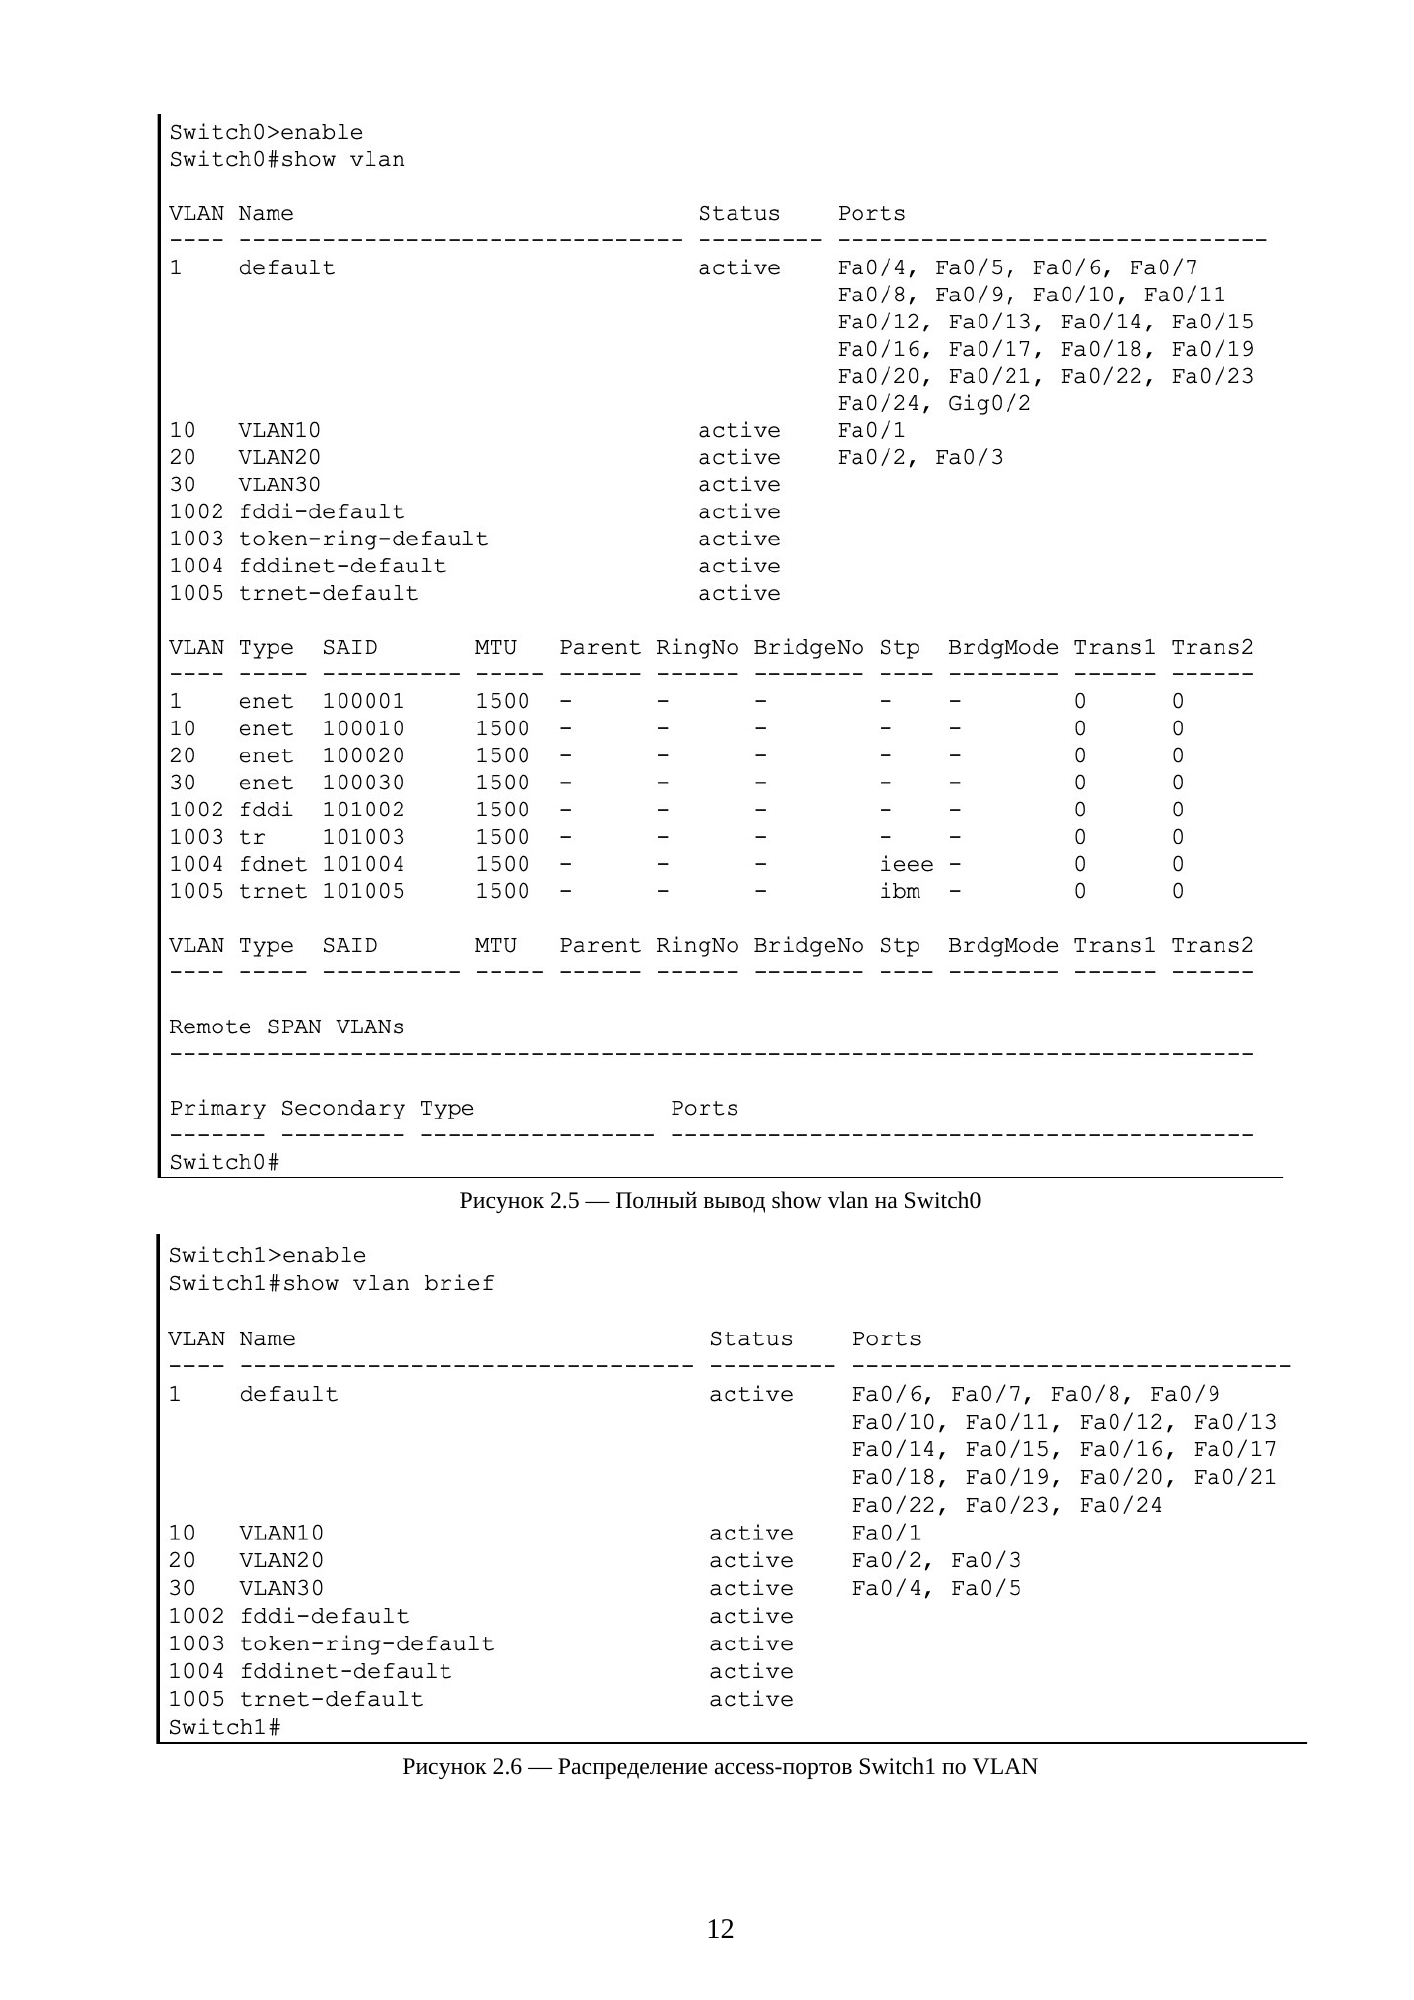 Switch0>enable
Switch0#show vlan

VLAN Name                             Status    Ports
---- -------------------------------- --------- -------------------------------
1    default                          active    Fa0/4, Fa0/5, Fa0/6, Fa0/7
                                                Fa0/8, Fa0/9, Fa0/10, Fa0/11
                                                Fa0/12, Fa0/13, Fa0/14, Fa0/15
                                                Fa0/16, Fa0/17, Fa0/18, Fa0/19
                                                Fa0/20, Fa0/21, Fa0/22, Fa0/23
                                                Fa0/24, Gig0/2
10   VLAN10                           active    Fa0/1
20   VLAN20                           active    Fa0/2, Fa0/3
30   VLAN30                           active
1002 fddi-default                     active
1003 token-ring-default               active
1004 fddinet-default                  active
1005 trnet-default                    active

VLAN Type  SAID       MTU   Parent RingNo BridgeNo Stp  BrdgMode Trans1 Trans2
---- ----- ---------- ----- ------ ------ -------- ---- -------- ------ ------
1    enet  100001     1500  -      -      -        -    -        0      0
10   enet  100010     1500  -      -      -        -    -        0      0
20   enet  100020     1500  -      -      -        -    -        0      0
30   enet  100030     1500  -      -      -        -    -        0      0
1002 fddi  101002     1500  -      -      -        -    -        0      0
1003 tr    101003     1500  -      -      -        -    -        0      0
1004 fdnet 101004     1500  -      -      -        ieee -        0      0
1005 trnet 101005     1500  -      -      -        ibm  -        0      0

VLAN Type  SAID       MTU   Parent RingNo BridgeNo Stp  BrdgMode Trans1 Trans2
---- ----- ---------- ----- ------ ------ -------- ---- -------- ------ ------

Remote SPAN VLANs
------------------------------------------------------------------------------

Primary Secondary Type              Ports
------- --------- ----------------- ------------------------------------------
Switch0#
Рисунок 2.5 — Полный вывод show vlan на Switch0
Switch1>enable
Switch1#show vlan brief

VLAN Name                             Status    Ports
---- -------------------------------- --------- -------------------------------
1    default                          active    Fa0/6, Fa0/7, Fa0/8, Fa0/9
                                                Fa0/10, Fa0/11, Fa0/12, Fa0/13
                                                Fa0/14, Fa0/15, Fa0/16, Fa0/17
                                                Fa0/18, Fa0/19, Fa0/20, Fa0/21
                                                Fa0/22, Fa0/23, Fa0/24
10   VLAN10                           active    Fa0/1
20   VLAN20                           active    Fa0/2, Fa0/3
30   VLAN30                           active    Fa0/4, Fa0/5
1002 fddi-default                     active
1003 token-ring-default               active
1004 fddinet-default                  active
1005 trnet-default                    active
Switch1#
Рисунок 2.6 — Распределение access-портов Switch1 по VLAN
12